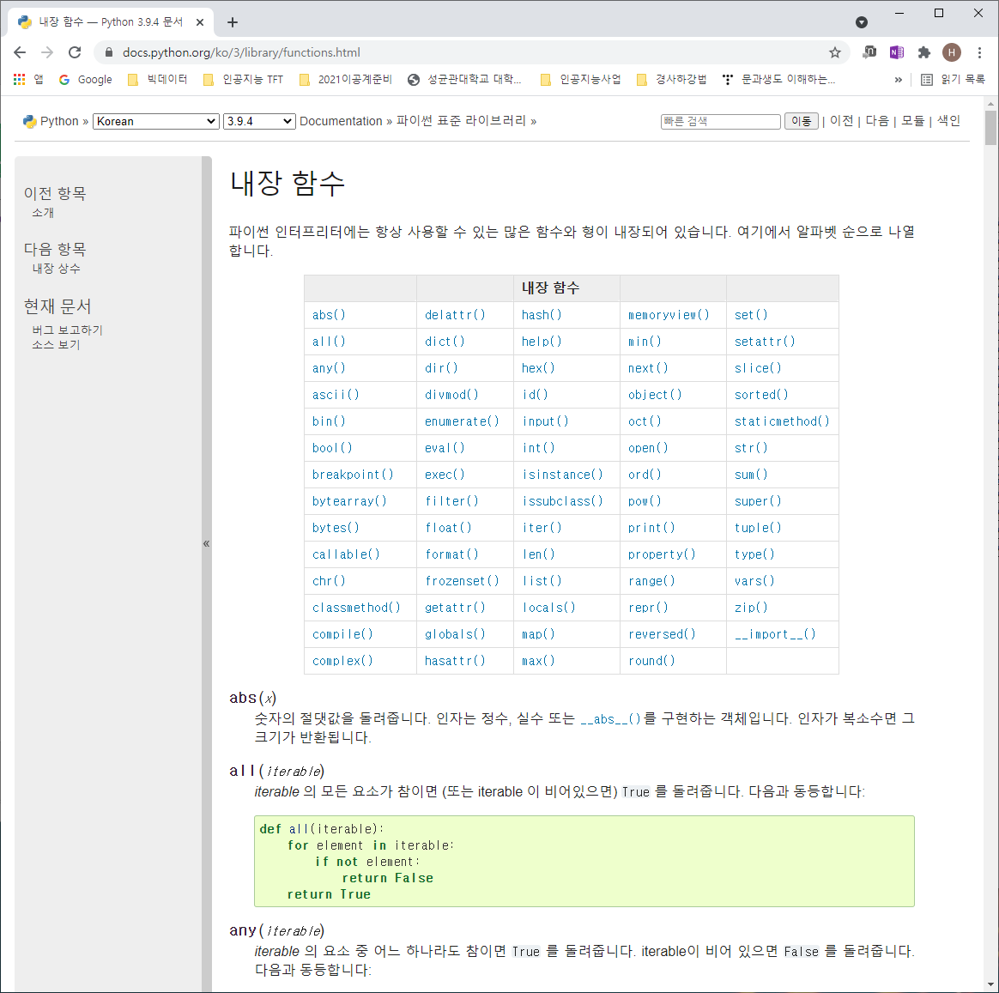 내장 함수 — Python 3.9.4 문서
docs.python.org/ko/3/library/functions.html
H
앱 Google 빅데이터 인공지능 TFT 2021이공계준비 성균관대학교 대학... 인공지능사업 경사하강법 문과생도 이해하는... » 읽기 목록
Python » Korean 3.9.4 Documentation » 파이썬 표준 라이브러리 » 빠른 검색 이동 | 이전 | 다음 | 모듈 | 색인
이전 항목
소개
다음 항목
내장 상수
현재 문서
버그 보고하기
소스 보기
«
내장 함수
파이썬 인터프리터에는 항상 사용할 수 있는 많은 함수와 형이 내장되어 있습니다. 여기에서 알파벳 순으로 나열
합니다.
내장 함수
abs() delattr() hash() memoryview() set()
all() dict() help() min() setattr()
any() dir() hex() next() slice()
ascii() divmod() id() object() sorted()
bin() enumerate() input() oct() staticmethod()
bool() eval() int() open() str()
breakpoint() exec() isinstance() ord() sum()
bytearray() filter() issubclass() pow() super()
bytes() float() iter() print() tuple()
callable() format() len() property() type()
chr() frozenset() list() range() vars()
classmethod() getattr() locals() repr() zip()
compile() globals() map() reversed() __import__()
complex() hasattr() max() round()
abs(x)
숫자의 절댓값을 돌려줍니다. 인자는 정수, 실수 또는 __abs__()를 구현하는 객체입니다. 인자가 복소수면 그
크기가 반환됩니다.
all(iterable)
iterable 의 모든 요소가 참이면 (또는 iterable 이 비어있으면) True 를 돌려줍니다. 다음과 동등합니다:
def all(iterable):
    for element in iterable:
        if not element:
            return False
    return True
any(iterable)
iterable 의 요소 중 어느 하나라도 참이면 True 를 돌려줍니다. iterable이 비어 있으면 False 를 돌려줍니다.
다음과 동등합니다: